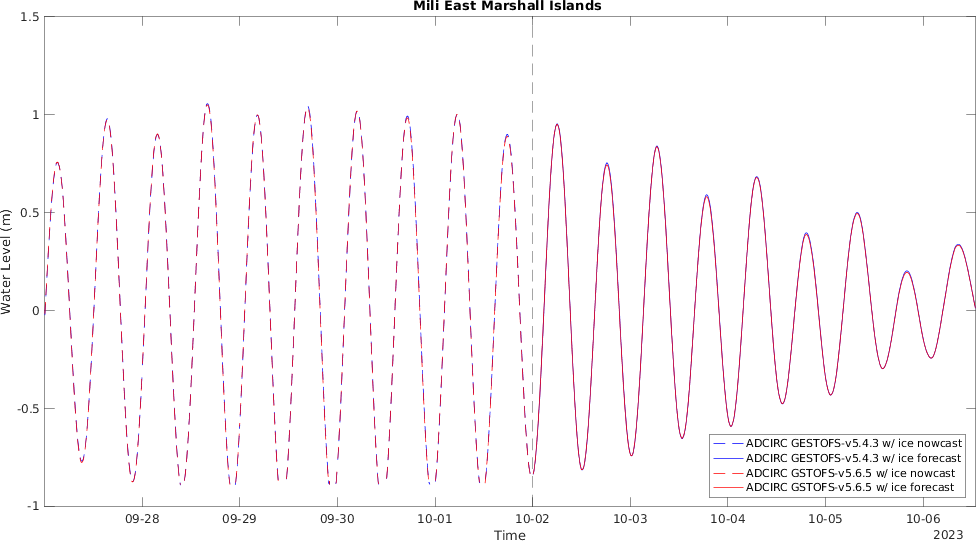 Mili East Marshall Islands
1.5
1
0.5
0
-0.5
-1
Water Level (m)
ADCIRC GESTOFS-v5.4.3 w/ ice nowcast
ADCIRC GESTOFS-v5.4.3 w/ ice forecast
ADCIRC GSTOFS-v5.6.5 w/ ice nowcast
ADCIRC GSTOFS-v5.6.5 w/ ice forecast
09-28 09-29 09-30 10-01 10-02 10-03 10-04 10-05 10-06
Time
2023